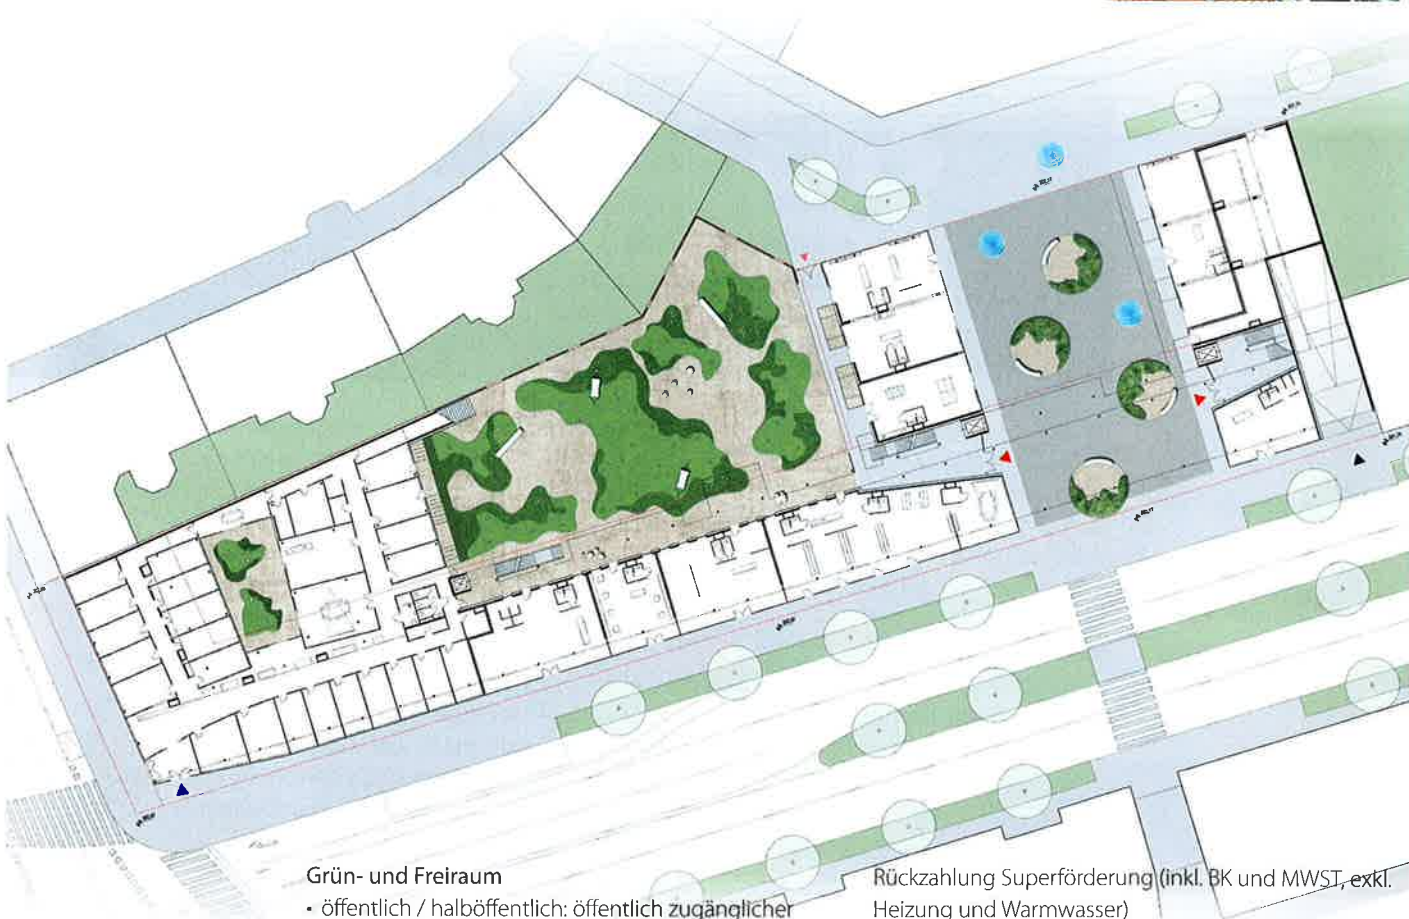 Grün- und Freiraum
• öffentlich / halböffentlich: öffentlich zugänglicher
Rückzahlung Superförderung (inkl. BK und MWST, exkl.
Heizung und Warmwasser)